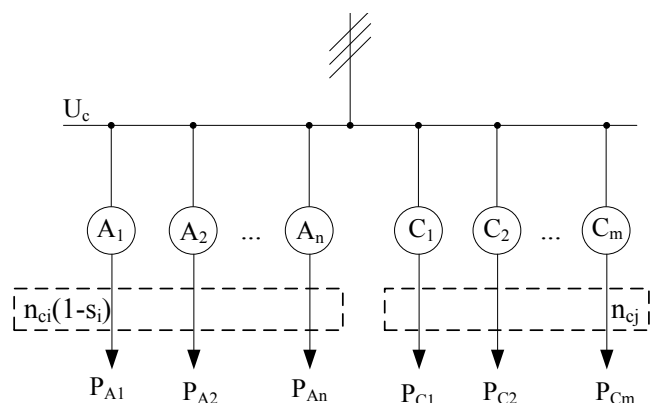 U_c
A_1 A_2 ... A_n C_1 C_2 ... C_m
n_ci(1-s_i) n_cj
P_A1 P_A2 P_An P_C1 P_C2 P_Cm